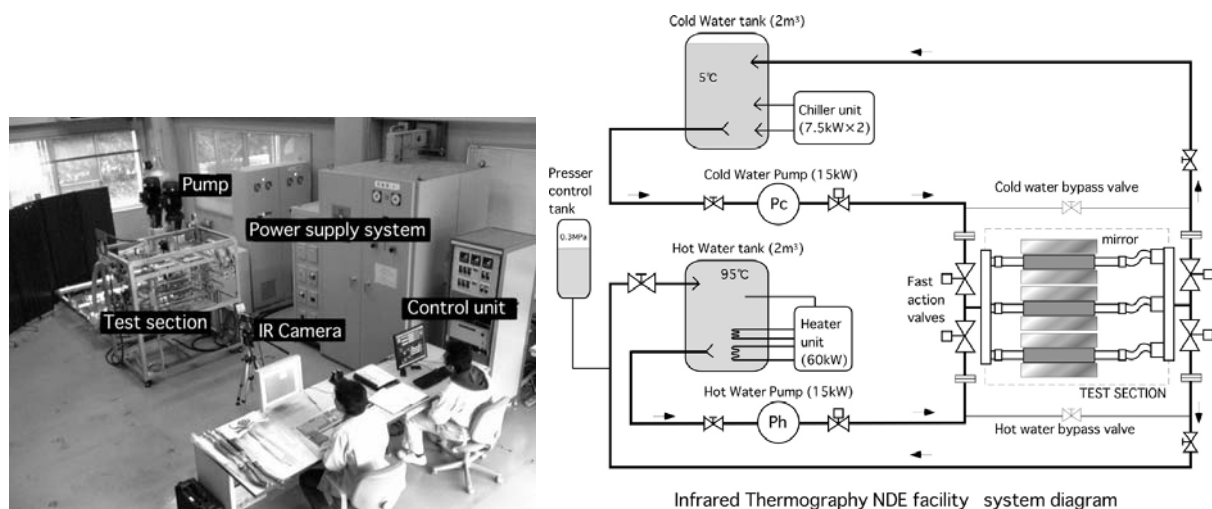 Pump
Power supply system
Test section
IR Camera
Control unit
Cold Water tank (2m³)
5℃
Chiller unit
(7.5kW×2)
Presser
control
tank
0.3MPa
Cold Water Pump (15kW)
Pc
Cold water bypass valve
Hot Water tank (2m³)
95℃
Heater
unit
(60kW)
Fast
action
valves
mirror
TEST SECTION
Hot Water Pump (15kW)
Ph
Hot water bypass valve
Infrared Thermography NDE facility system diagram